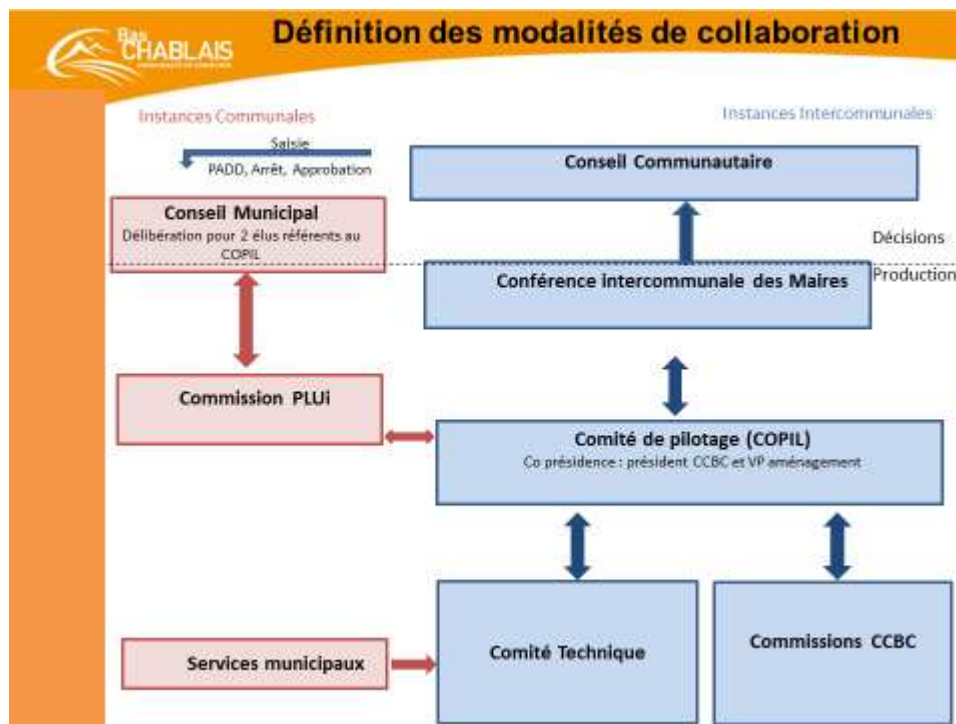 Bas
CHABLAIS
Définition des modalités de collaboration
Instances Communales
Instances Intercommunales
Saisie
PADD, Arrêt, Approbation
Conseil Communautaire
Conseil Municipal
Délibération pour 2 élus référents au
COPIL
Décisions
Production
Conférence intercommunale des Maires
Commission PLUi
Comité de pilotage (COPIL)
Co présidence : président CCBC et VP aménagement
Services municipaux
Comité Technique
Commissions CCBC